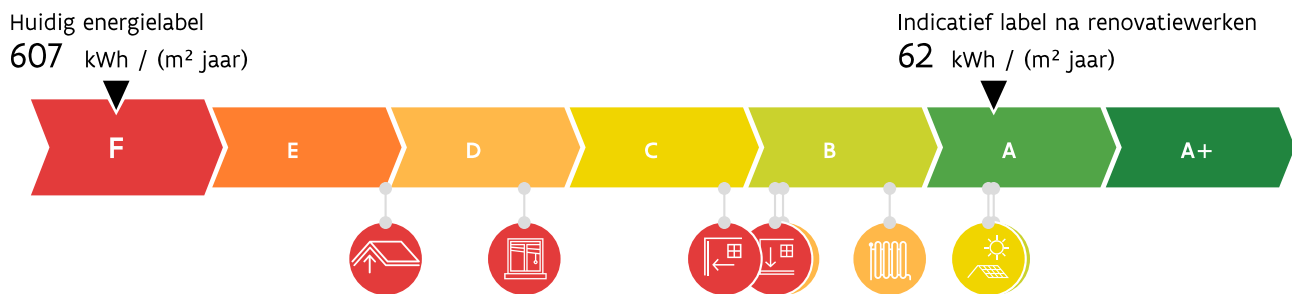 Huidig energielabel
607 kWh / (m² jaar)
Indicatief label na renovatiewerken
62 kWh / (m² jaar)
F E D C B A A+